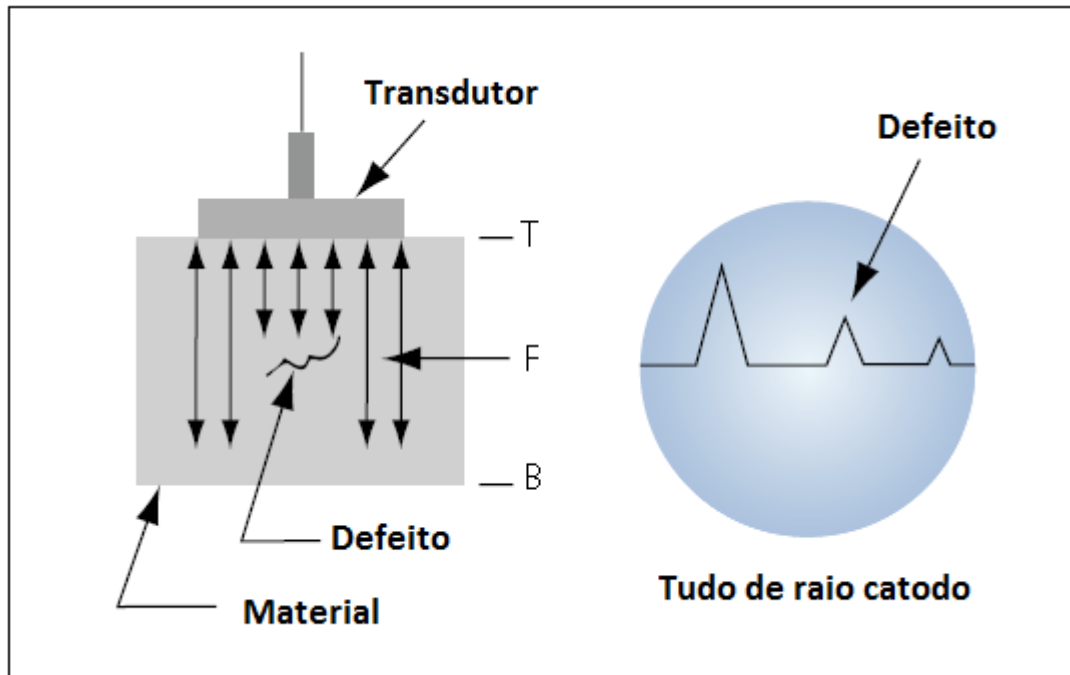 Transdutor
Defeito
T
F
B
Defeito
Material
Tudo de raio catodo